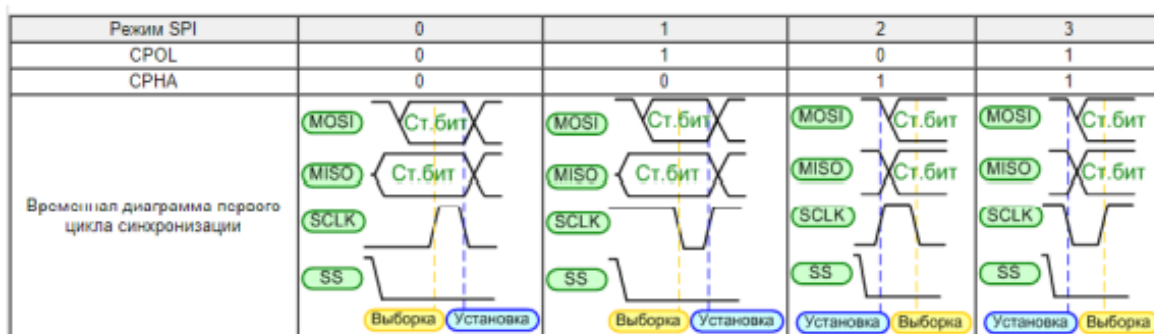 Режим SPI 0 1 2 3
CPOL 0 1 0 1
CPHA 0 0 1 1
Временная диаграмма первого
цикла синхронизации
MOSI Ст.бит MOSI Ст.бит MOSI Ст.бит MOSI Ст.бит
MISO Ст.бит MISO Ст.бит MISO Ст.бит MISO Ст.бит
SCLK SCLK SCLK SCLK
SS SS SS SS
Выборка Установка Выборка Установка Установка Выборка Установка Выборка